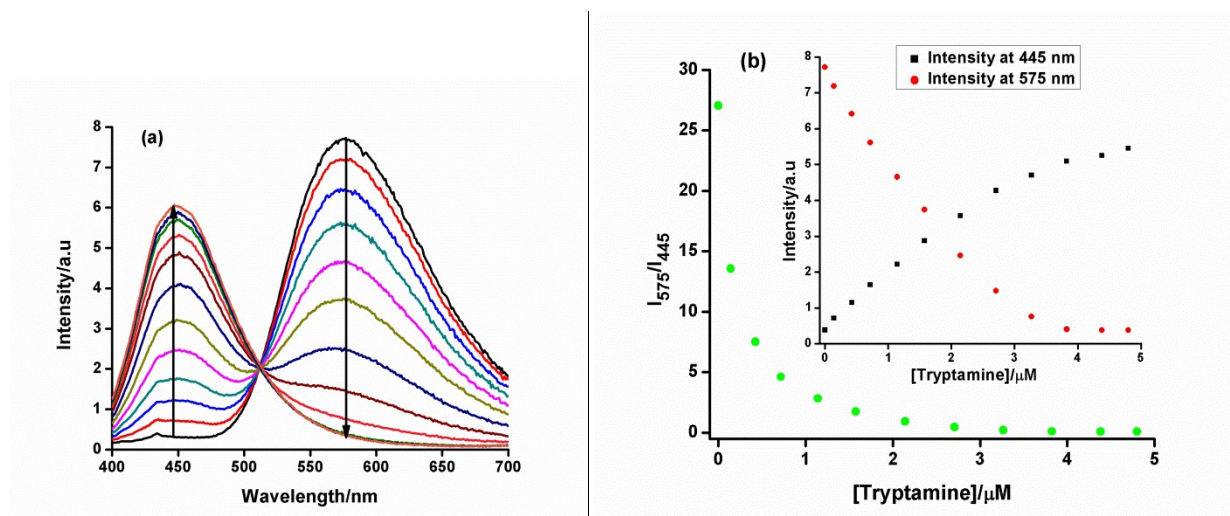 (a)
Intensity/a.u
8
7
6
5
4
3
2
1
0
400 450 500 550 600 650 700
Wavelength/nm
(b)
I575/I445
30
25
20
15
10
5
0
0 1 2 3 4 5
[Tryptamine]/μM
Intensity at 445 nm
Intensity at 575 nm
Intensity/a.u
8
7
6
5
4
3
2
1
0
0 1 2 3 4 5
[Tryptamine]/μM